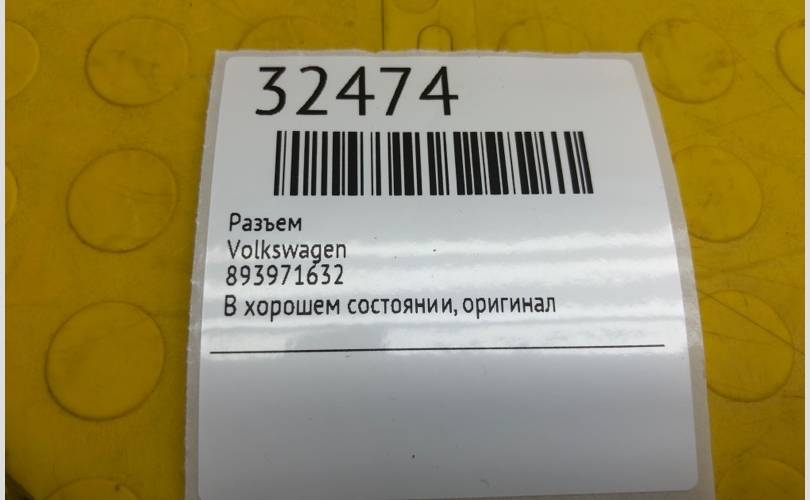 32474
Разъем
Volkswagen
893971632
В хорошем состоянии, оригинал